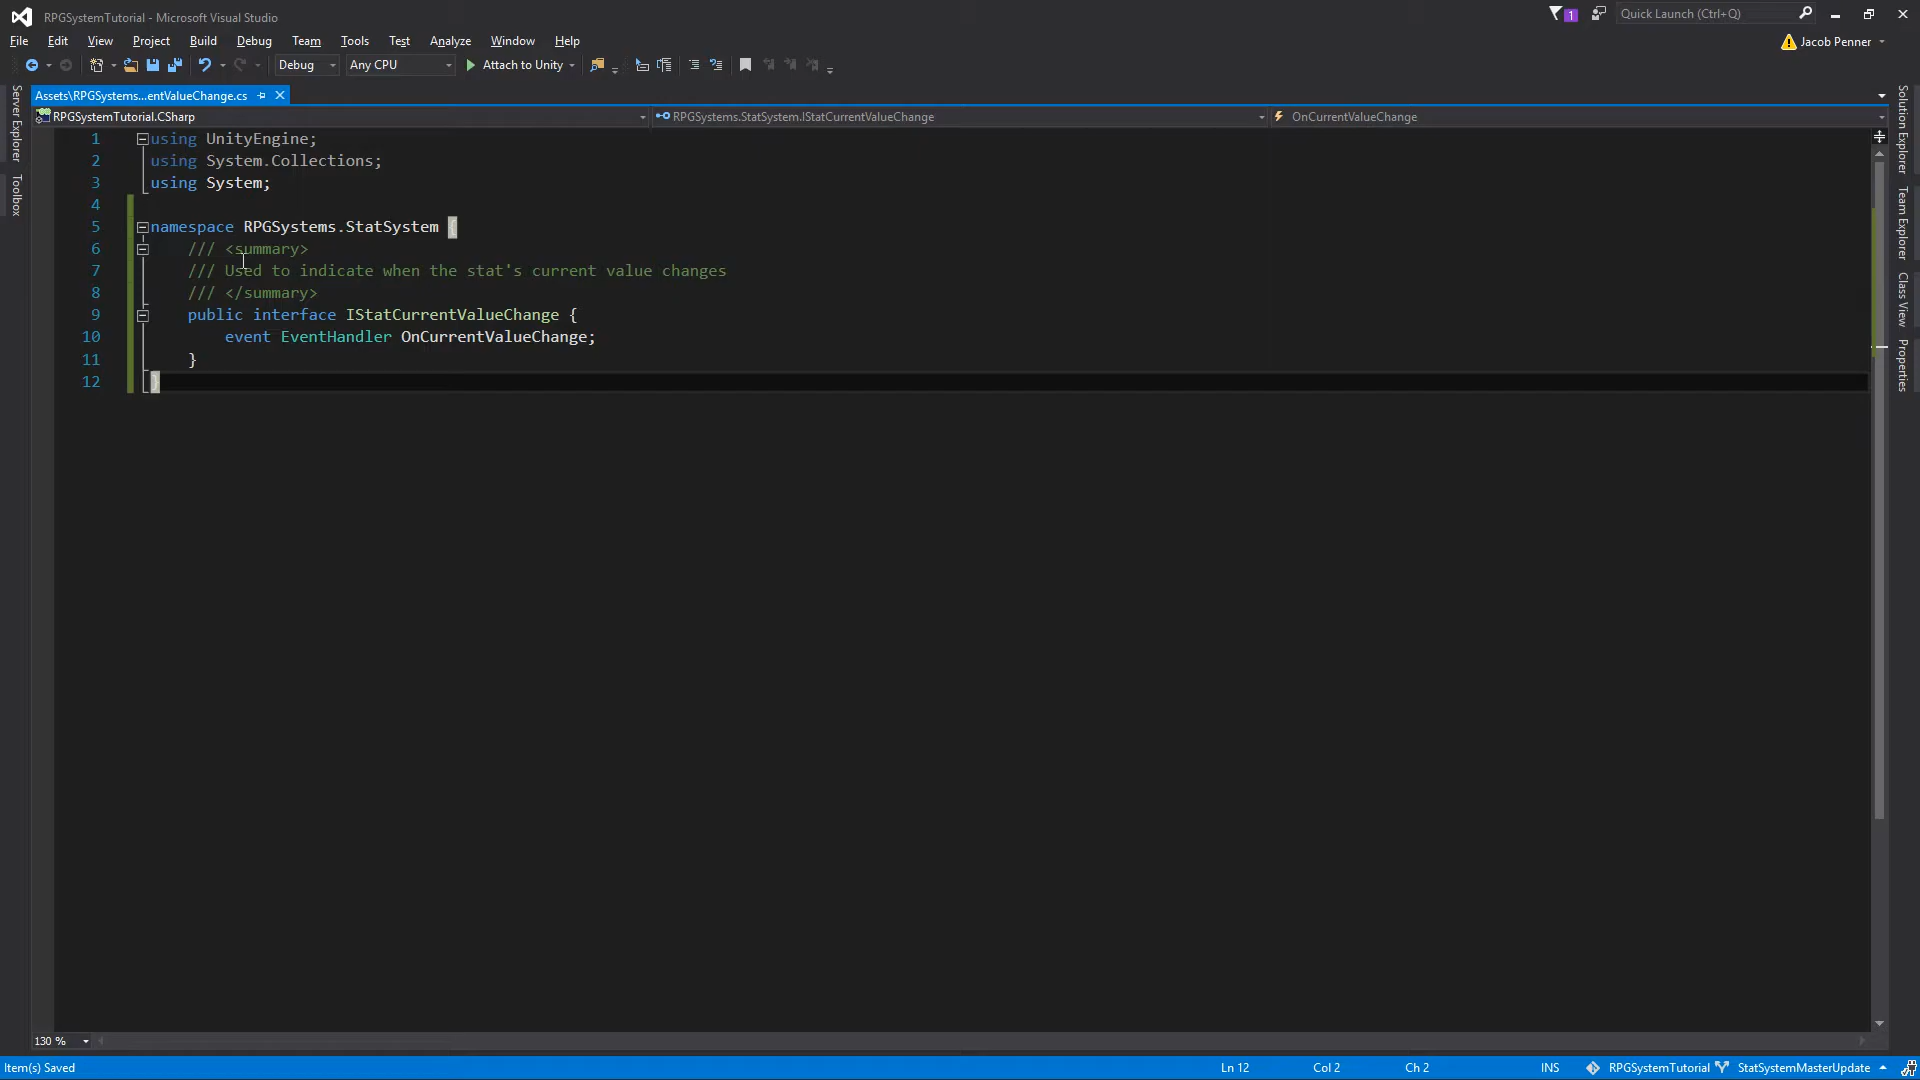 RPGSystemTutorial - Microsoft Visual Studio
1
Quick Launch (Ctrl+Q)
File Edit View Project Build Debug Team Tools Test Analyze Window Help
Jacob Penner
Debug Any CPU Attach to Unity
Assets\RPGSystems...entValueChange.cs
RPGSystemTutorial.CSharp RPGSystems.StatSystem.IStatCurrentValueChange OnCurrentValueChange
Server Explorer
Toolbox
1 using UnityEngine;
2 using System.Collections;
3 using System;
4
5 namespace RPGSystems.StatSystem {
6 /// <summary>
7 /// Used to indicate when the stat's current value changes
8 /// </summary>
9 public interface IStatCurrentValueChange {
10 event EventHandler OnCurrentValueChange;
11 }
12 }
Solution Explorer
Team Explorer
Class View
Properties
130 %
Item(s) Saved Ln 12 Col 2 Ch 2 INS RPGSystemTutorial StatSystemMasterUpdate